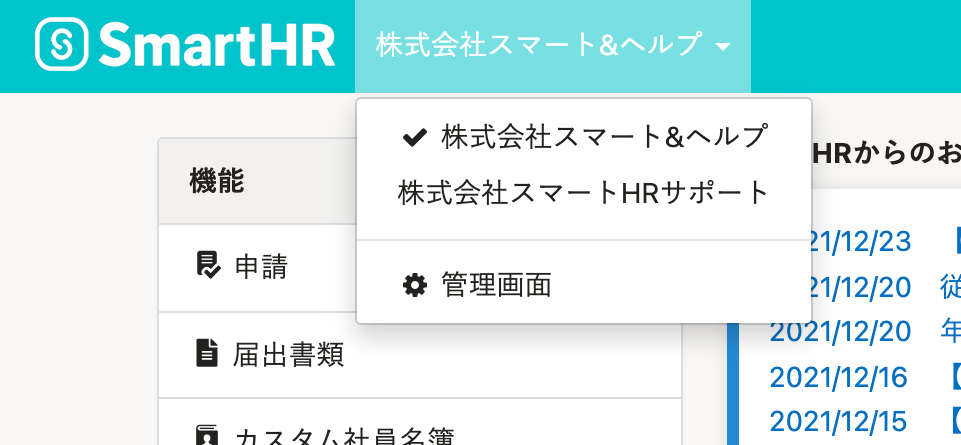 SmartHR
株式会社スマート&ヘルプ
株式会社スマート&ヘルプ
株式会社スマートHRサポート
管理画面
機能
申請
届出書類
カスタム社員名簿
HRからのお
21/12/23 【
21/12/20 従
2021/12/20 年
2021/12/16 【
2021/12/15 【